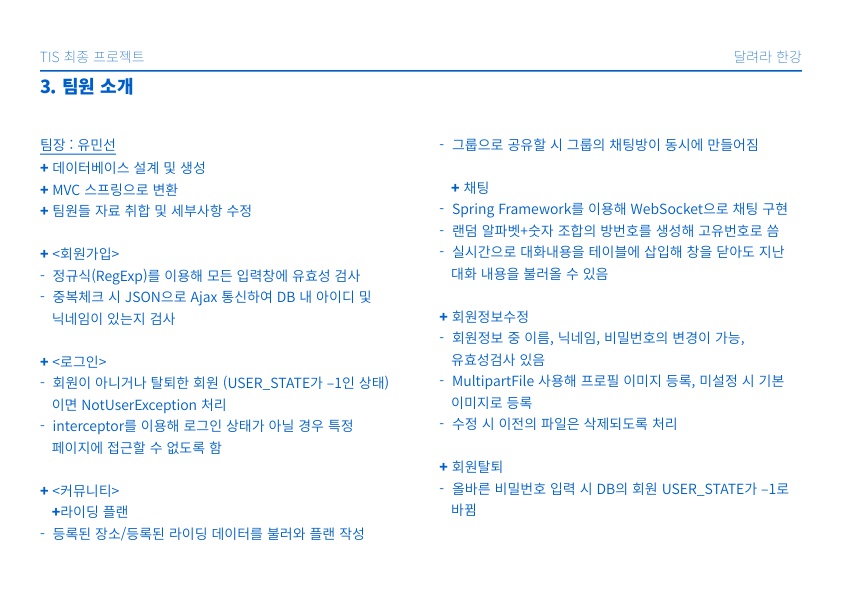 TIS 최종 프로젝트
달려라 한강
3. 팀원 소개
팀장 : 유민선
+ 데이터베이스 설계 및 생성
+ MVC 스프링으로 변환
+ 팀원들 자료 취합 및 세부사항 수정
+ <회원가입>
- 정규식(RegExp)를 이용해 모든 입력창에 유효성 검사
- 중복체크 시 JSON으로 Ajax 통신하여 DB 내 아이디 및
닉네임이 있는지 검사
+ <로그인>
- 회원이 아니거나 탈퇴한 회원 (USER_STATE가 –1인 상태)
이면 NotUserException 처리
- interceptor를 이용해 로그인 상태가 아닐 경우 특정
페이지에 접근할 수 없도록 함
+ <커뮤니티>
+라이딩 플랜
- 등록된 장소/등록된 라이딩 데이터를 불러와 플랜 작성
- 그룹으로 공유할 시 그룹의 채팅방이 동시에 만들어짐
+ 채팅
- Spring Framework를 이용해 WebSocket으로 채팅 구현
- 랜덤 알파벳+숫자 조합의 방번호를 생성해 고유번호로 씀
- 실시간으로 대화내용을 테이블에 삽입해 창을 닫아도 지난
대화 내용을 불러올 수 있음
+ 회원정보수정
- 회원정보 중 이름, 닉네임, 비밀번호의 변경이 가능,
유효성검사 있음
- MultipartFile 사용해 프로필 이미지 등록, 미설정 시 기본
이미지로 등록
- 수정 시 이전의 파일은 삭제되도록 처리
+ 회원탈퇴
- 올바른 비밀번호 입력 시 DB의 회원 USER_STATE가 –1로
바뀜